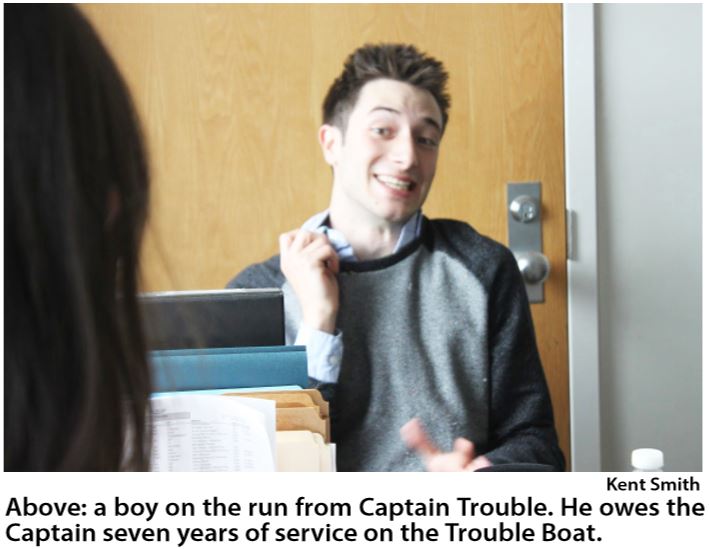 Kent Smith
Above: a boy on the run from Captain Trouble. He owes the
Captain seven years of service on the Trouble Boat.